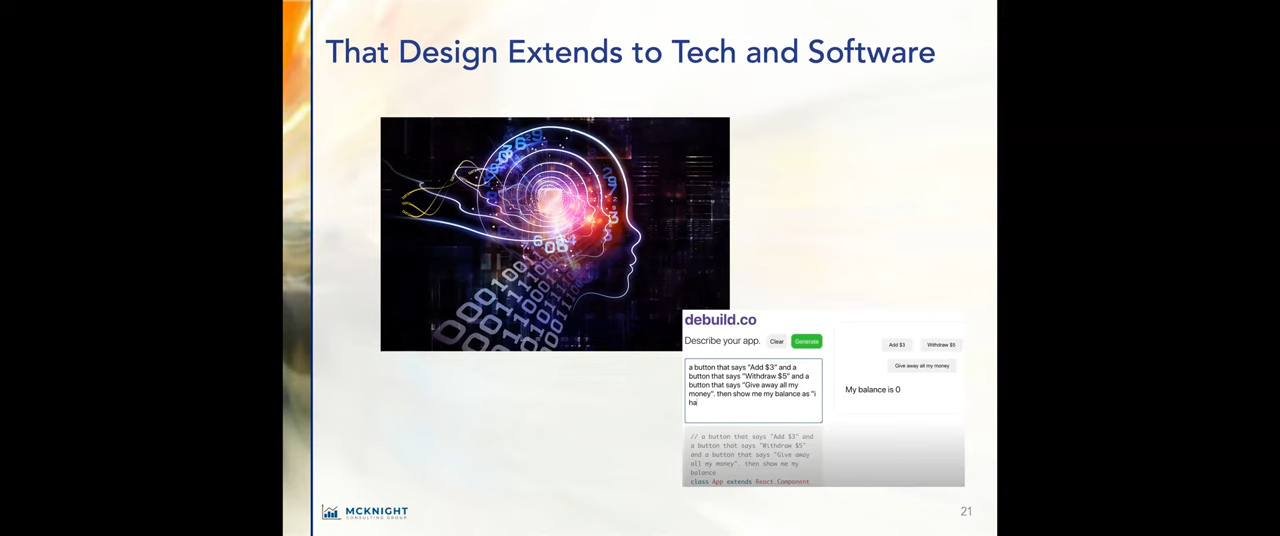 That Design Extends to Tech and Software
debuild.co
Describe your app.
Clear
Generate
a button that says "Add $3" and a
button that says "Withdraw $5" and a
button that says "Give away all my
money". then show me my balance as "i
ha
Add $3
Withdraw $5
Give away all my money
My balance is 0
// a button that says "Add $3" and
a button that says "Withdraw $5"
and a button that says "Give away
all my money". then show me my
balance
class App extends React.Component
MCKNIGHT
CONSULTING GROUP
21